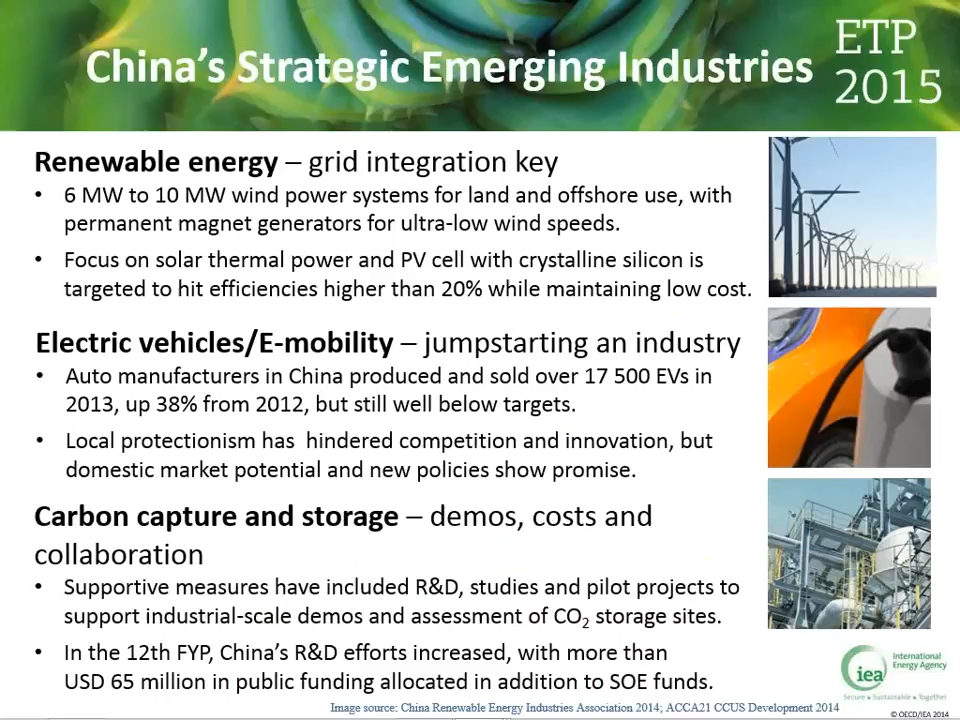 China's Strategic Emerging Industries
ETP
2015
Renewable energy – grid integration key
• 6 MW to 10 MW wind power systems for land and offshore use, with
permanent magnet generators for ultra-low wind speeds.
• Focus on solar thermal power and PV cell with crystalline silicon is
targeted to hit efficiencies higher than 20% while maintaining low cost.
Electric vehicles/E-mobility – jumpstarting an industry
• Auto manufacturers in China produced and sold over 17 500 EVs in
2013, up 38% from 2012, but still well below targets.
• Local protectionism has hindered competition and innovation, but
domestic market potential and new policies show promise.
Carbon capture and storage – demos, costs and
collaboration
• Supportive measures have included R&D, studies and pilot projects to
support industrial-scale demos and assessment of CO₂ storage sites.
• In the 12th FYP, China's R&D efforts increased, with more than
USD 65 million in public funding allocated in addition to SOE funds.
International
Energy Agency
iea
Secure • Sustainable • Together
Image source: China Renewable Energy Industries Association 2014; ACCA21 CCUS Development 2014
© OECD/IEA 2014